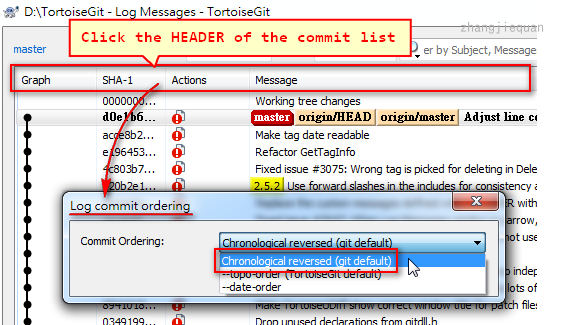 D:\TortoiseGit - Log Messages - TortoiseGit
zhangjiequan
master
Click the HEADER of the commit list
er by Subject, Message
Graph SHA-1 Actions Message
0000000... Working tree changes
d0e1b6... master origin/HEAD origin/master Adjust line co
acde8b2... Make tag date readable
e196453... Refactor GetTagInfo
4c803b7... Fixed issue #3075: Wrong tag is picked for deleting in Dele
620b2e1... 2.5.2 Use forward slashes in the includes for consistency a
Log commit ordering
Commit Ordering:
Chronological reversed (git default)
Chronological reversed (git default)
--topo-order (TortoiseGit default)
--date-order
8941018... Make TortoiseGitDiff show correct window title for patch files
0349199... Drop unused declarations from gitdll.h